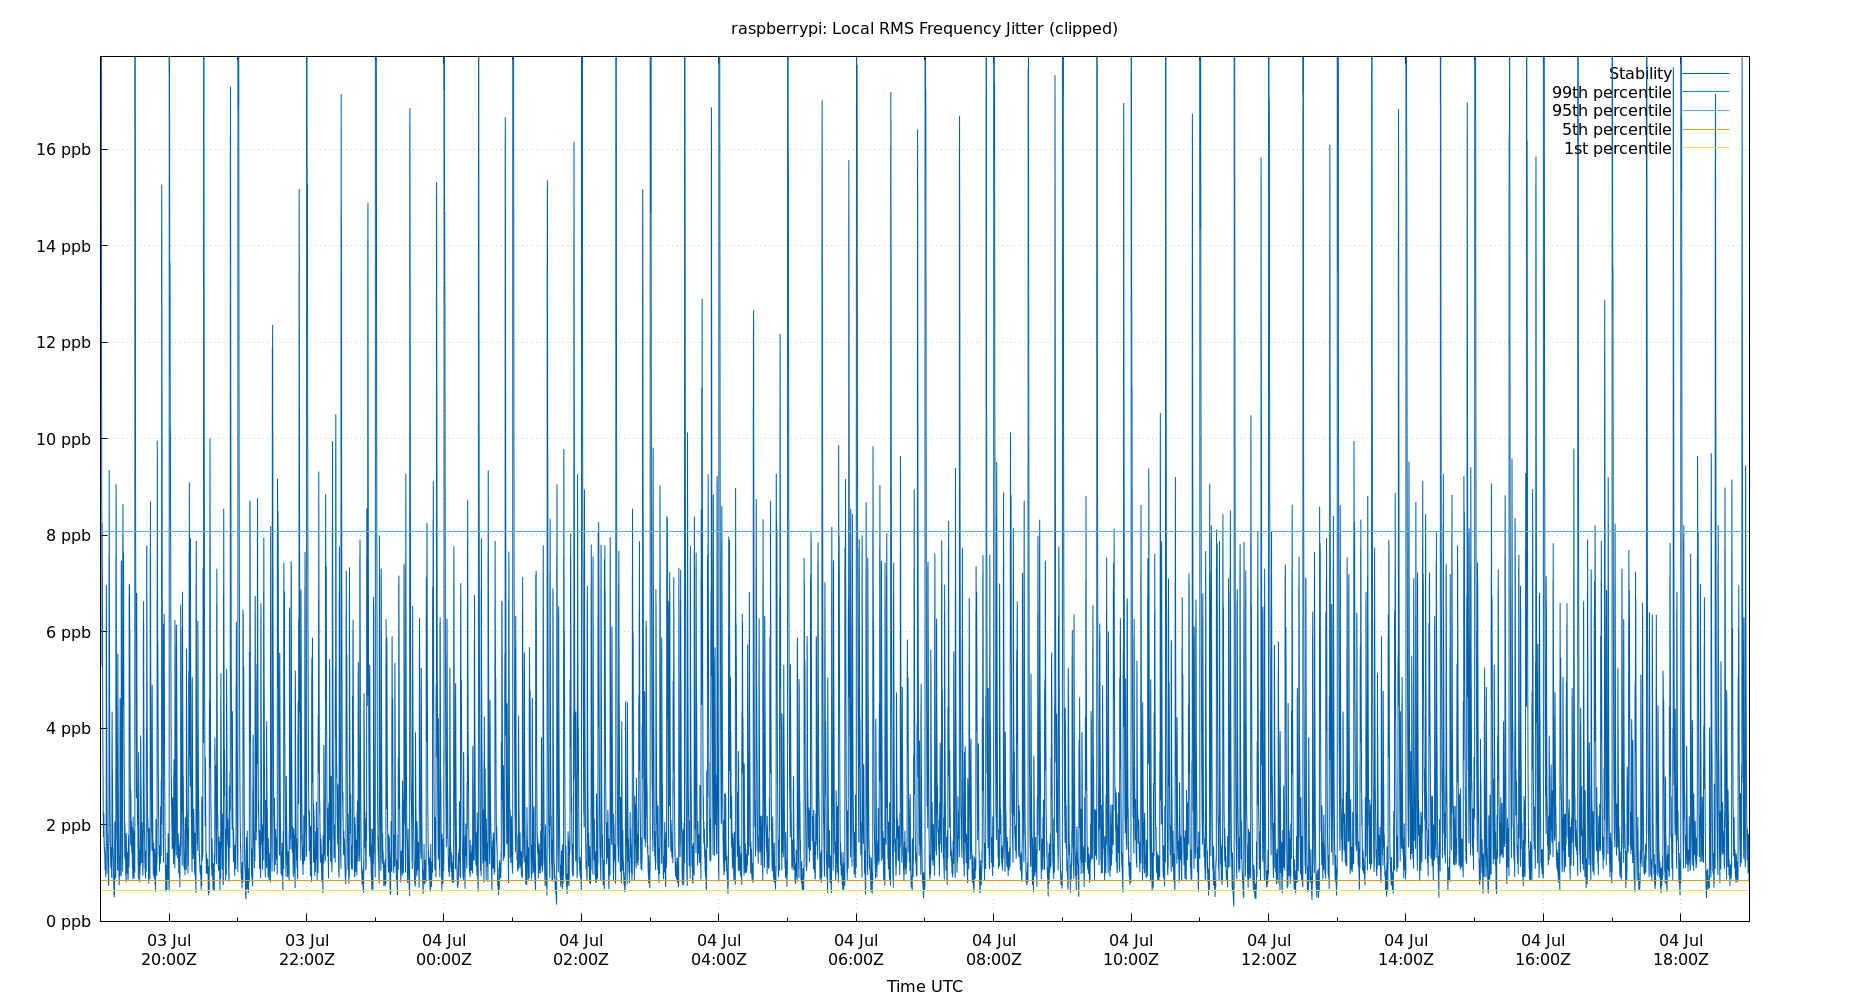 raspberrypi: Local RMS Frequency Jitter (clipped)
Stability
99th percentile
95th percentile
5th percentile
1st percentile
16 ppb
14 ppb
12 ppb
10 ppb
8 ppb
6 ppb
4 ppb
2 ppb
0 ppb
03 Jul 03 Jul 04 Jul 04 Jul 04 Jul 04 Jul 04 Jul 04 Jul 04 Jul 04 Jul 04 Jul 04 Jul
20:00Z 22:00Z 00:00Z 02:00Z 04:00Z 06:00Z 08:00Z 10:00Z 12:00Z 14:00Z 16:00Z 18:00Z
Time UTC